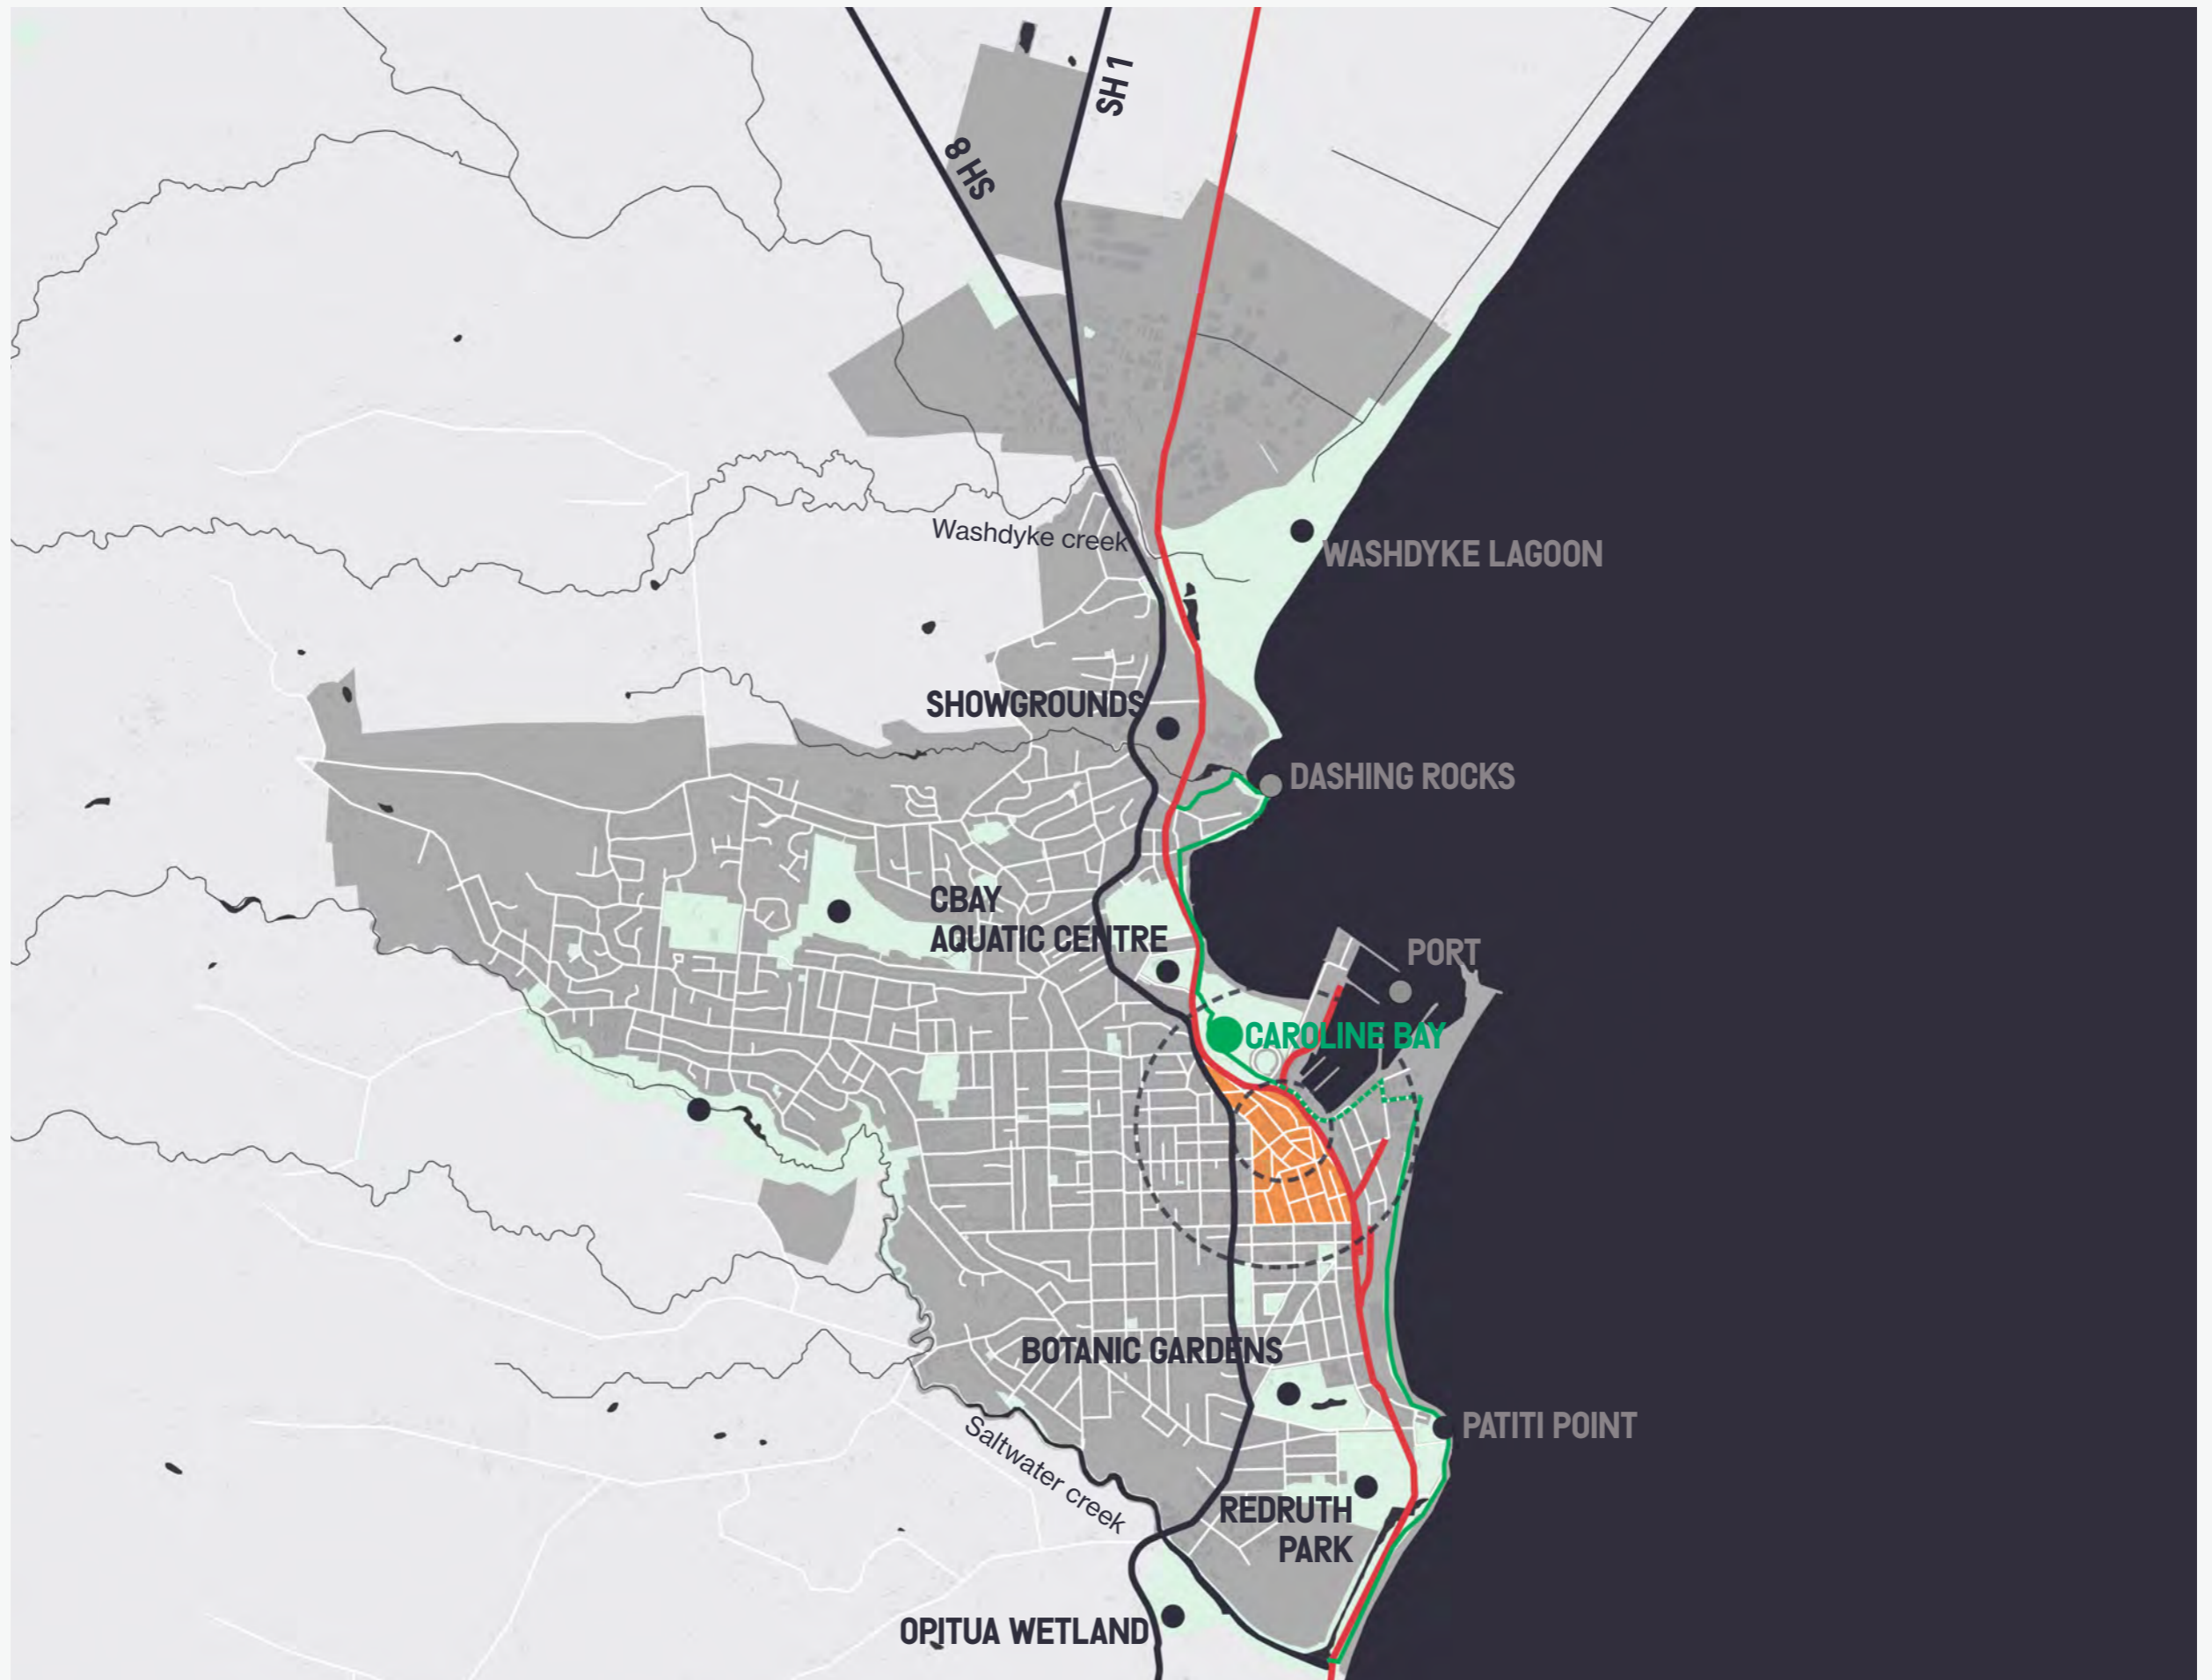 SH 1
SH 8
Washdyke creek
WASHDYKE LAGOON
SHOWGROUNDS
DASHING ROCKS
CBAY
AQUATIC CENTRE
PORT
CAROLINE BAY
BOTANIC GARDENS
PATITI POINT
Saltwater creek
REDRUTH
PARK
OPITUA WETLAND